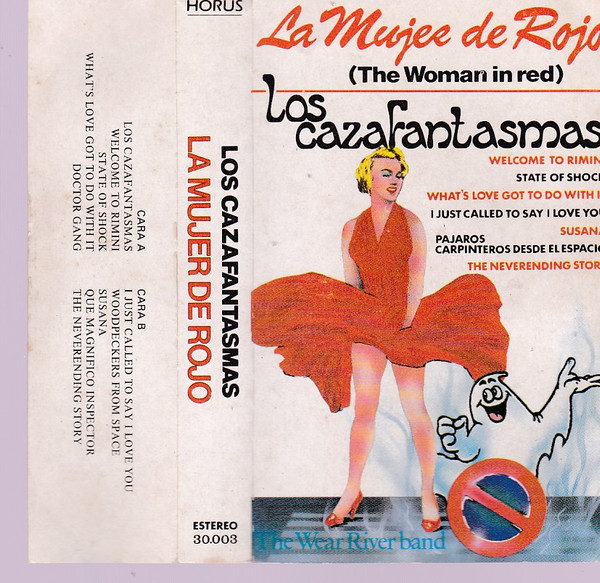 CARA A
LOS CAZAFANTASMAS
WELCOME TO RIMINI
STATE OF SHOCK
WHAT'S LOVE GOT TO DO WITH IT
DOCTOR GANG
CARA B
I JUST CALLED TO SAY I LOVE YOU
WOODPECKERS FROM SPACE
SUSANA
QUE MAGNIFICO INSPECTOR
THE NEVERENDING STORY
HORUS
LOS CAZAFANTASMAS
LA MUJER DE ROJO
ESTEREO
30.003
La Mujer de Rojo
(The Woman in red)
Los
cazafantasmas
WELCOME TO RIMINI
STATE OF SHOCK
WHAT'S LOVE GOT TO DO WITH I
I JUST CALLED TO SAY I LOVE YOU
SUSANA
PAJAROS
CARPINTEROS DESDE EL ESPACIO
THE NEVERENDING STOR
The Wear River band